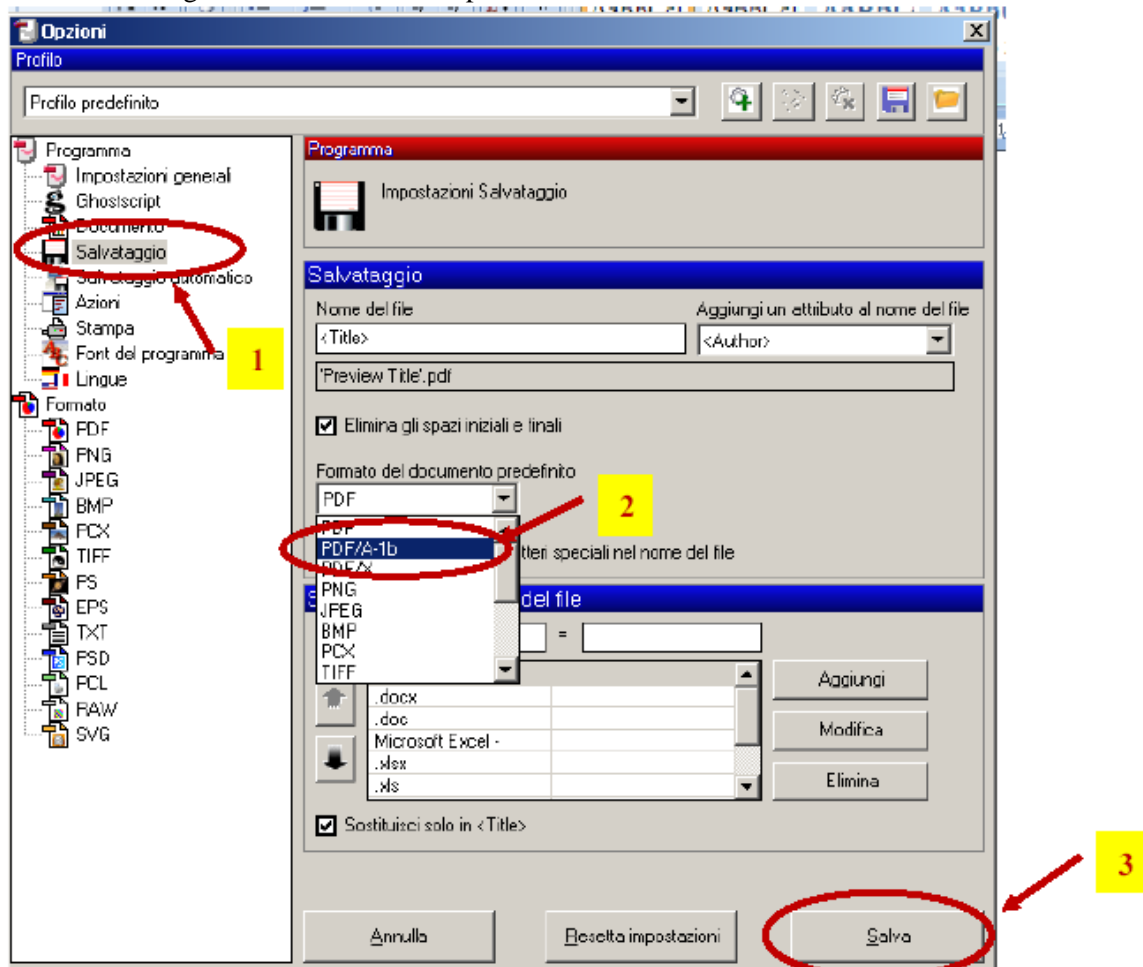 Opzioni
Profilo
Profilo predefinito
Programma
Impostazioni generali
Ghostscript
Documento
Salvataggio
Salvataggio automatico
Azioni
Stampa
Font del programma
Lingue
Formato
PDF
PNG
JPEG
BMP
PCX
TIFF
PS
EPS
TXT
PSD
PCL
RAW
SVG
1
Programma
Impostazioni Salvataggio
Salvataggio
Nome del file
Aggiungi un attributo al nome del file
<Title>
<Author>
'Preview Title'.pdf
Elimina gli spazi iniziali e finali
Formato del documento predefinito
PDF
2
PDF
PDF/A-1b
PDF/X
PNG
JPEG
BMP
PCX
TIFF
tteri speciali nel nome del file
del file
=
.docx
.doc
Microsoft Excel -
.xlsx
.xls
Aggiungi
Modifica
Elimina
Sostituisci solo in <Title>
3
Annulla
Resetta impostazioni
Salva